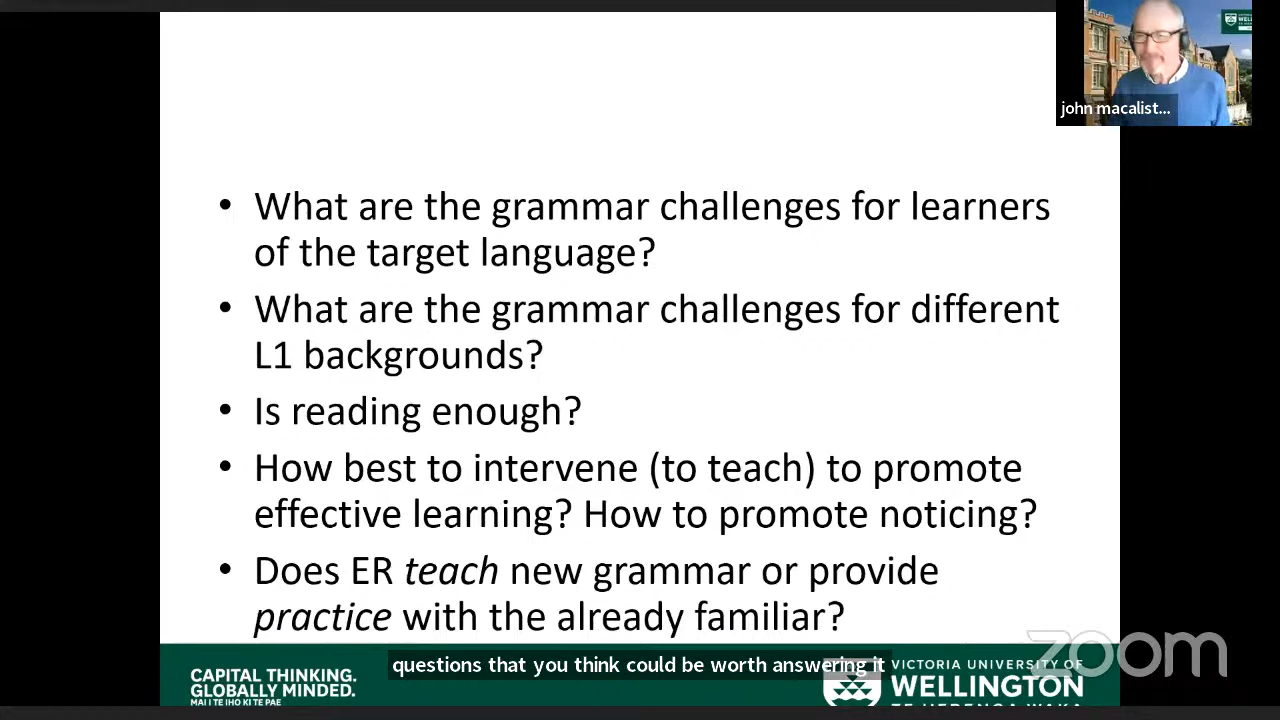 WELL
john macalist...
• What are the grammar challenges for learners
of the target language?
• What are the grammar challenges for different
L1 backgrounds?
• Is reading enough?
• How best to intervene (to teach) to promote
effective learning? How to promote noticing?
• Does ER teach new grammar or provide
practice with the already familiar?
zoom
questions that you think could be worth answering it
CAPITAL THINKING.
GLOBALLY MINDED.
MAI I TE IHO KI TE PAE
VICTORIA UNIVERSITY OF
WELLINGTON
TE HERENGA WAKA